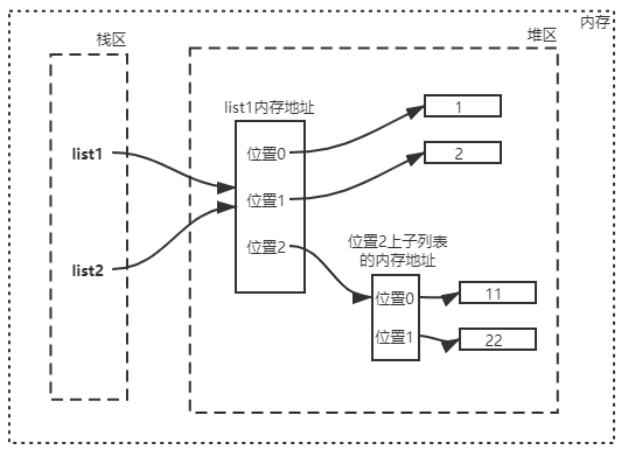 内存
栈区
堆区
list1内存地址
list1
list2
位置0
位置1
位置2
1
2
位置2上子列表
的内存地址
位置0
位置1
11
22